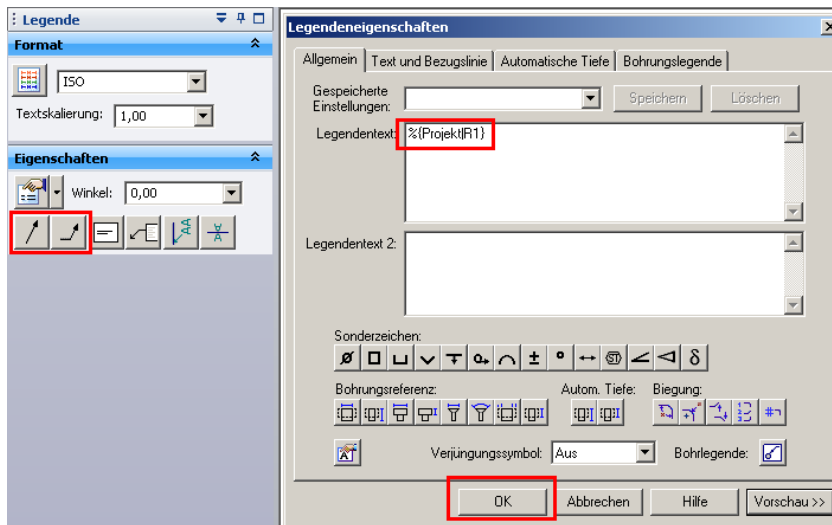 Legende
Format
ISO
Textskalierung: 1,00
Eigenschaften
Winkel: 0,00
Legendeneigenschaften
Allgemein Text und Bezugslinie Automatische Tiefe Bohrungslegende
Gespeicherte Einstellungen: Speichern Löschen
Legendentext: %{Projekt|R1}
Legendentext 2:
Sonderzeichen:
ST δ
Bohrungsreferenz: Autom. Tiefe: Biegung:
Verjüngungssymbol: Aus Bohrlegende:
OK Abbrechen Hilfe Vorschau >>